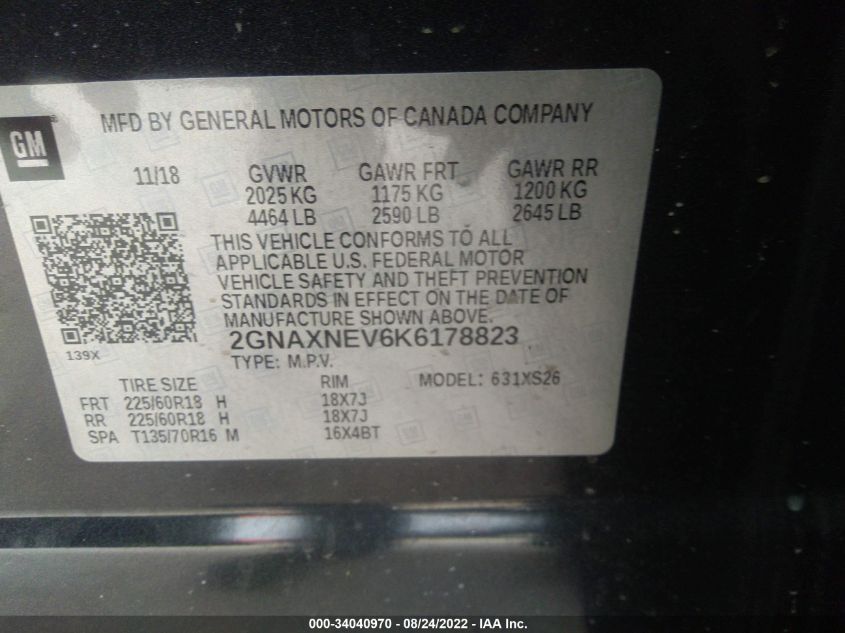 MFD BY GENERAL MOTORS OF CANADA COMPANY
GM
11/18 GVWR GAWR FRT GAWR RR
2025 KG 1175 KG 1200 KG
4464 LB 2590 LB 2645 LB
THIS VEHICLE CONFORMS TO ALL
APPLICABLE U.S. FEDERAL MOTOR
VEHICLE SAFETY AND THEFT PREVENTION
STANDARDS IN EFFECT ON THE DATE OF
MANUFACTURE SHOWN ABOVE.
2GNAXNEV6K6178823
139X
TYPE: M.P.V.
TIRE SIZE RIM MODEL: 631XS26
FRT 225/60R18 H 18X7J
RR 225/60R18 H 18X7J
SPA T135/70R16 M 16X4BT
000-34040970 - 08/24/2022 - IAA Inc.